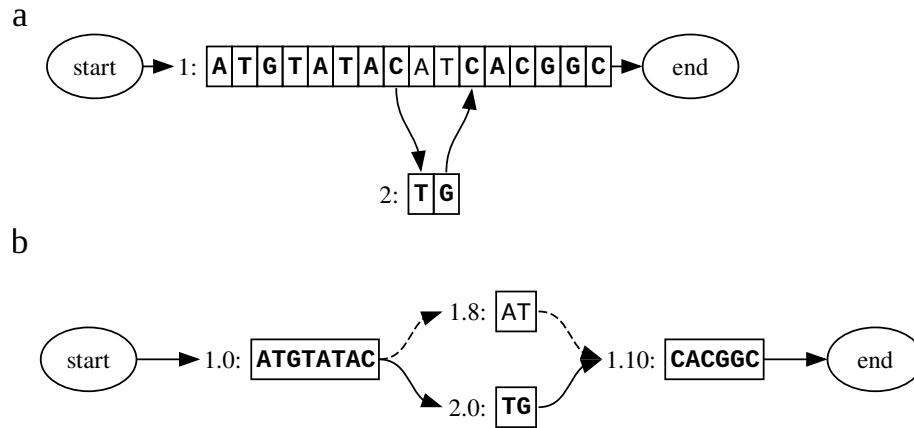 a
start 1: ATGTATACATCACGGC end
2: TG
b
1.8: AT
start 1.0: ATGTATAC 1.10: CACGGC end
2.0: TG